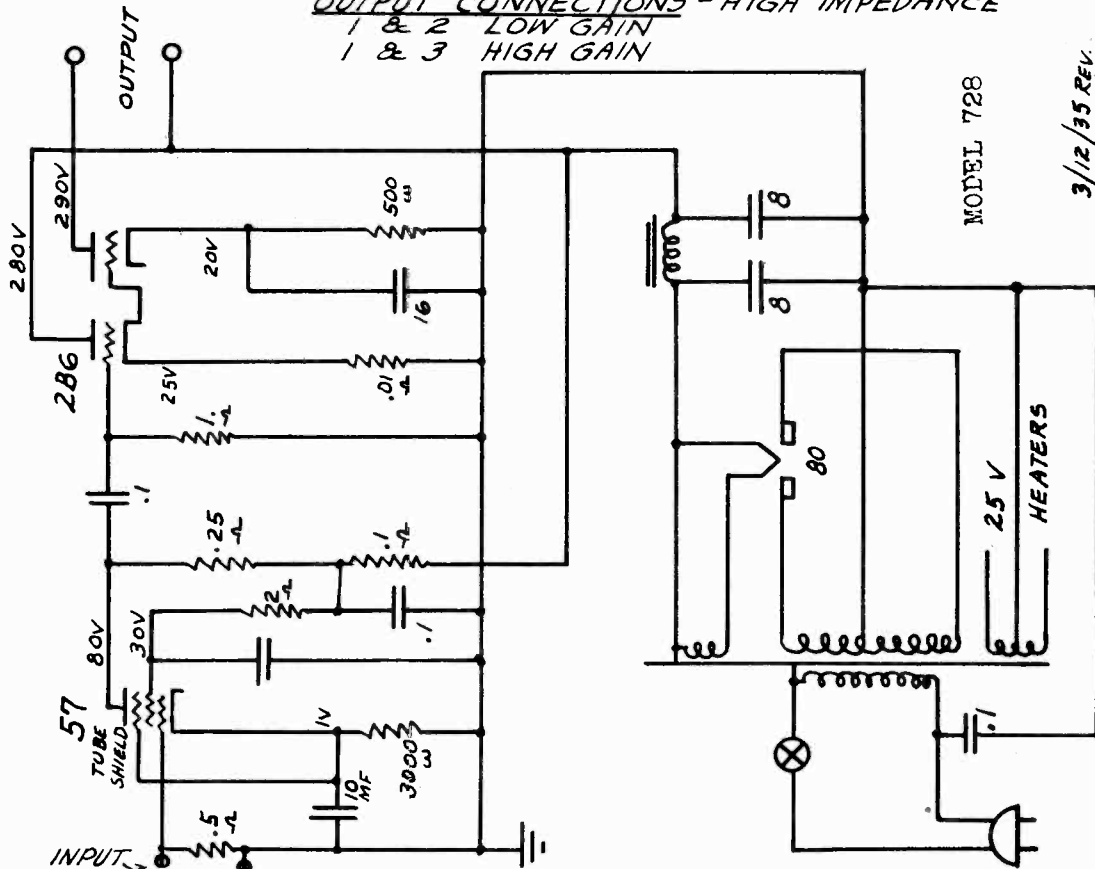 OUTPUT CONNECTIONS - HIGH IMPEDANCE
1 & 2 LOW GAIN
1 & 3 HIGH GAIN
OUTPUT
280V
290V
20V
500 ω
16
2B6
25V
.01 Ω
1. Ω
.1
.25 Ω
.1 Ω
2 Ω
.1
80V
30V
57
TUBE SHIELD
1V
3000 ω
10 MF
.5 Ω
INPUT
8
8
80
25 V
HEATERS
.1
MODEL 728
3/12/35 REV.